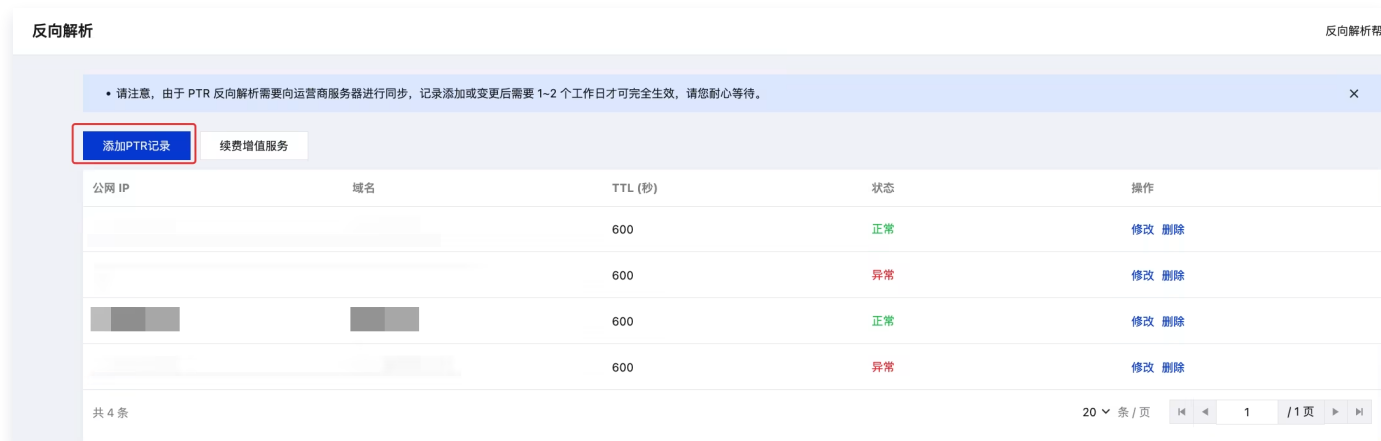 反向解析
反向解析帮
• 请注意，由于 PTR 反向解析需要向运营商服务器进行同步，记录添加或变更后需要 1~2 个工作日才可完全生效，请您耐心等待。
添加PTR记录 续费增值服务
公网 IP 域名 TTL (秒) 状态 操作
600 正常 修改 删除
600 异常 修改 删除
600 正常 修改 删除
600 异常 修改 删除
共 4 条 20 条 / 页 1 / 1 页